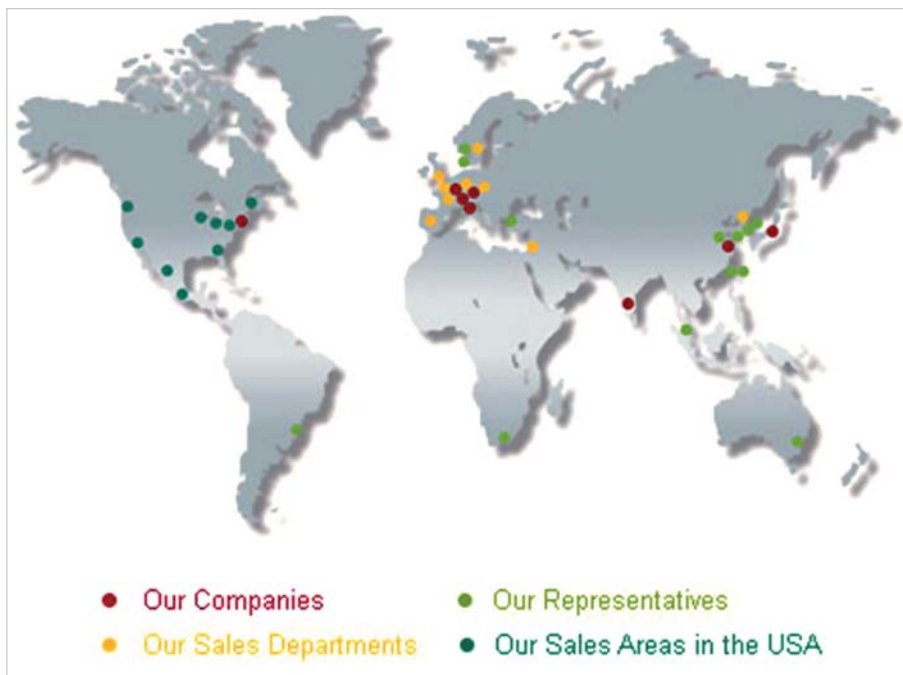 Our Companies
Our Representatives
Our Sales Departments
Our Sales Areas in the USA